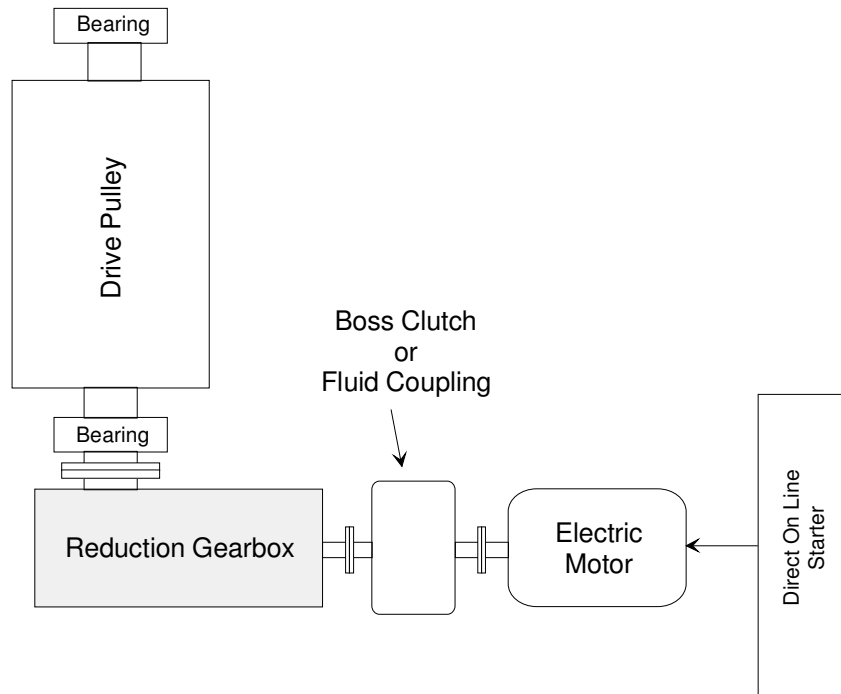 Bearing
Drive Pulley
Boss Clutch
or
Fluid Coupling
Bearing
Reduction Gearbox
Electric
Motor
Direct On Line
Starter